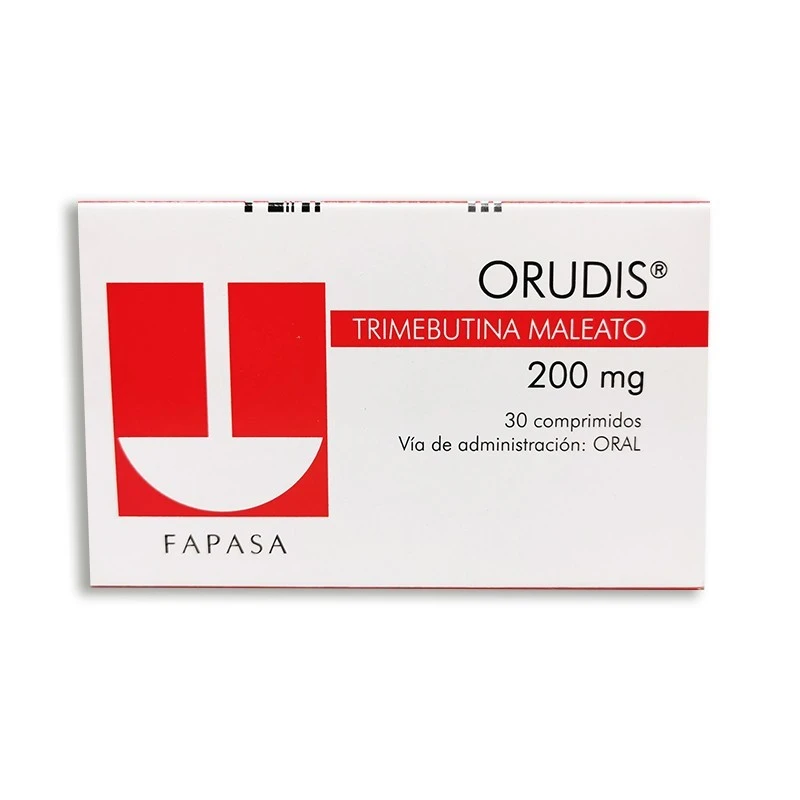 ORUDIS®
TRIMEBUTINA MALEATO
200 mg
30 comprimidos
Vía de administración: ORAL
FAPASA